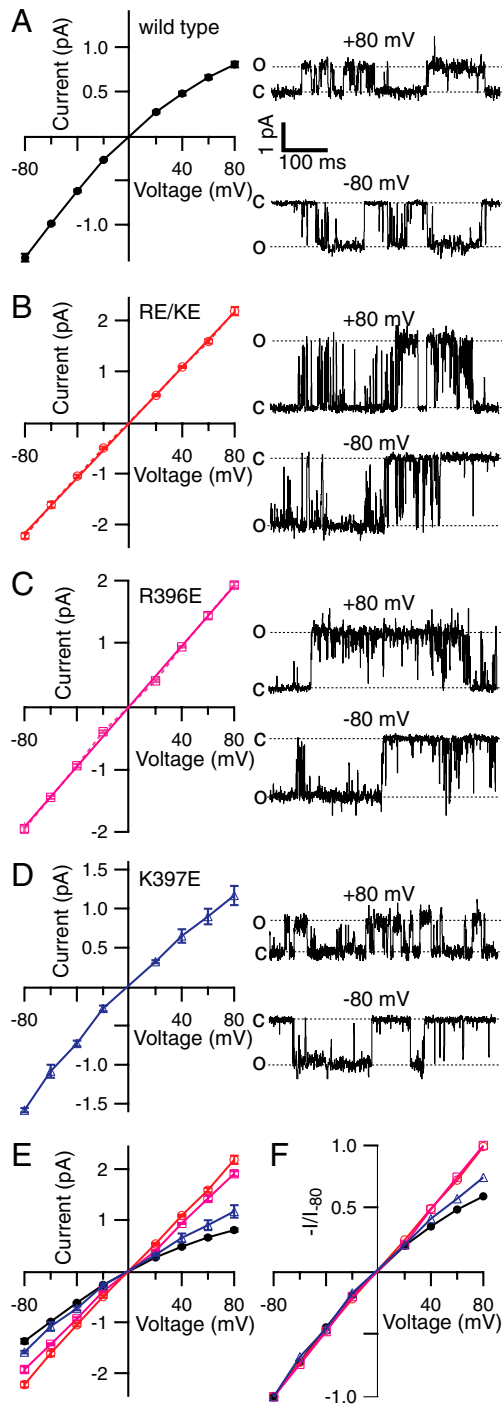 A
wild type
Current (pA)
1.0
0.5
-80
40
80
Voltage (mV)
-1.0
+80 mV
O
C
1 pA
100 ms
-80 mV
C
O
B
RE/KE
Current (pA)
2
1
-80
40
80
Voltage (mV)
-1
-2
+80 mV
O
C
-80 mV
C
O
C
R396E
Current (pA)
2
1
-80
40
80
Voltage (mV)
-1
-2
+80 mV
O
C
-80 mV
C
O
D
K397E
Current (pA)
1.5
1.0
0.5
-80
40
80
Voltage (mV)
-1.0
-1.5
+80 mV
O
C
-80 mV
C
O
E
Current (pA)
2
1
-80
40
80
Voltage (mV)
-1
-2
F
-I/I-80
1.0
0.5
-80
40
80
Voltage (mV)
-1.0